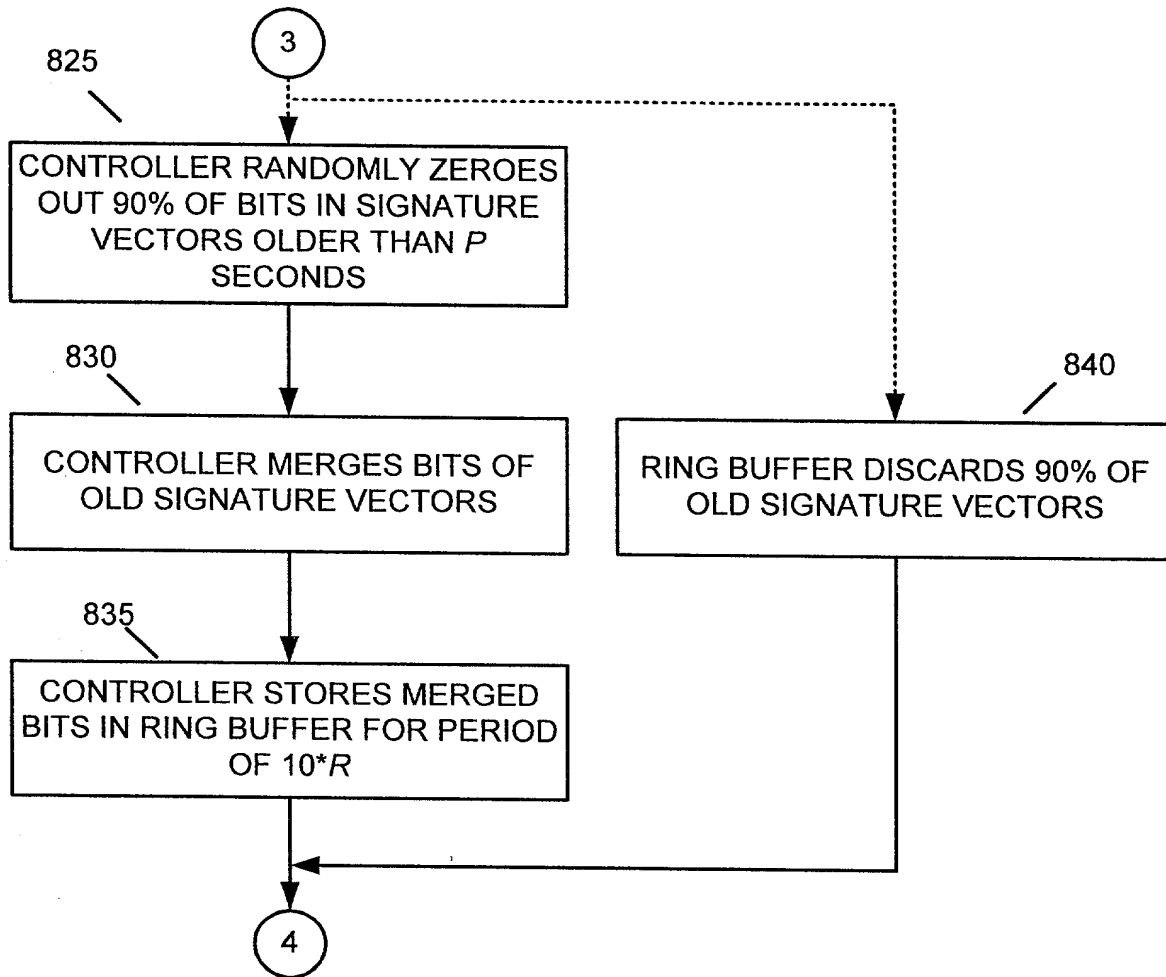 3
825
CONTROLLER RANDOMLY ZEROES
OUT 90% OF BITS IN SIGNATURE
VECTORS OLDER THAN P
SECONDS
830
CONTROLLER MERGES BITS OF
OLD SIGNATURE VECTORS
840
RING BUFFER DISCARDS 90% OF
OLD SIGNATURE VECTORS
835
CONTROLLER STORES MERGED
BITS IN RING BUFFER FOR PERIOD
OF 10*R
4